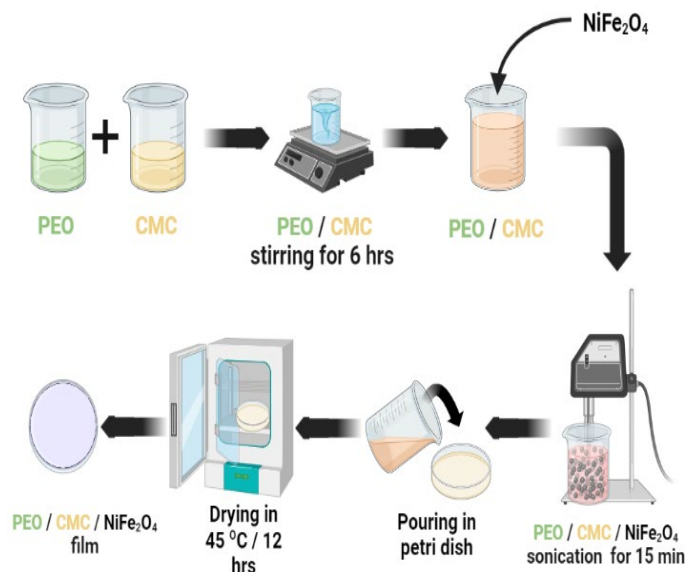 NiFe₂O₄
PEO
CMC
PEO / CMC
stirring for 6 hrs
PEO / CMC
PEO / CMC / NiFe₂O₄
film
Drying in
45 ⁰C / 12
hrs
Pouring in
petri dish
PEO / CMC / NiFe₂O₄
sonication for 15 min